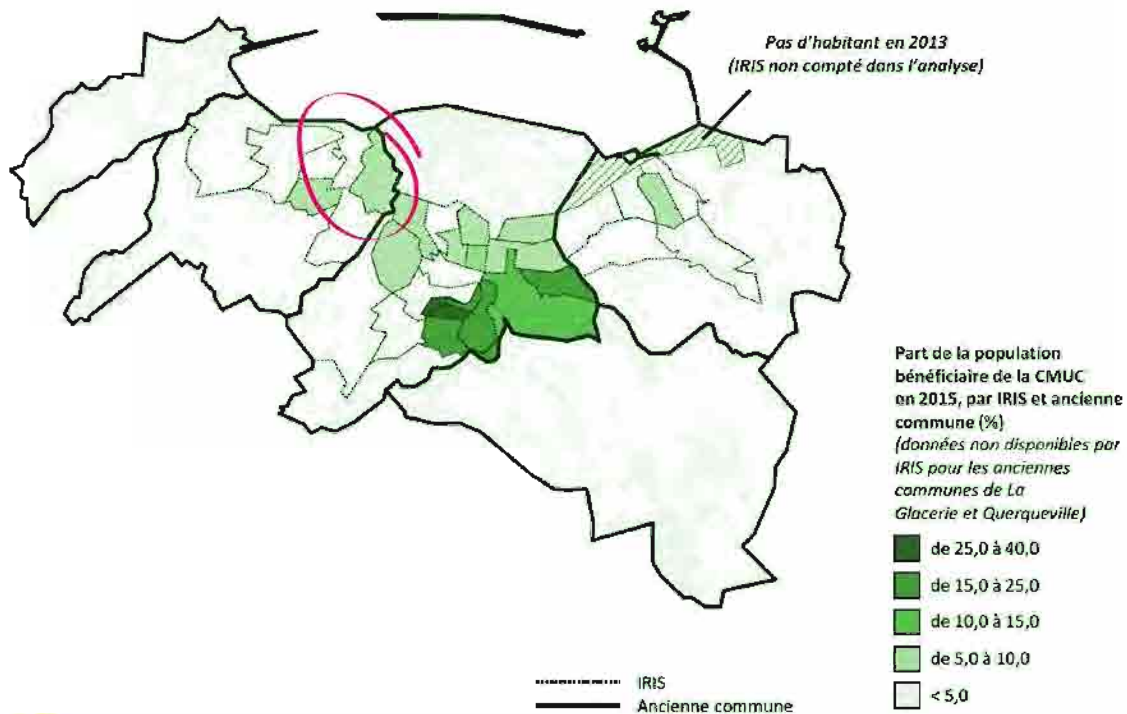 Pas d'habitant en 2013
(IRIS non compté dans l'analyse)
Part de la population
bénéficiaire de la CMUC
en 2015, par IRIS et ancienne
commune (%)
(données non disponibles par
IRIS pour les anciennes
communes de La
Glacerie et Querqueville)
de 25,0 à 40,0
de 15,0 à 25,0
de 10,0 à 15,0
de 5,0 à 10,0
< 5,0
IRIS
Ancienne commune